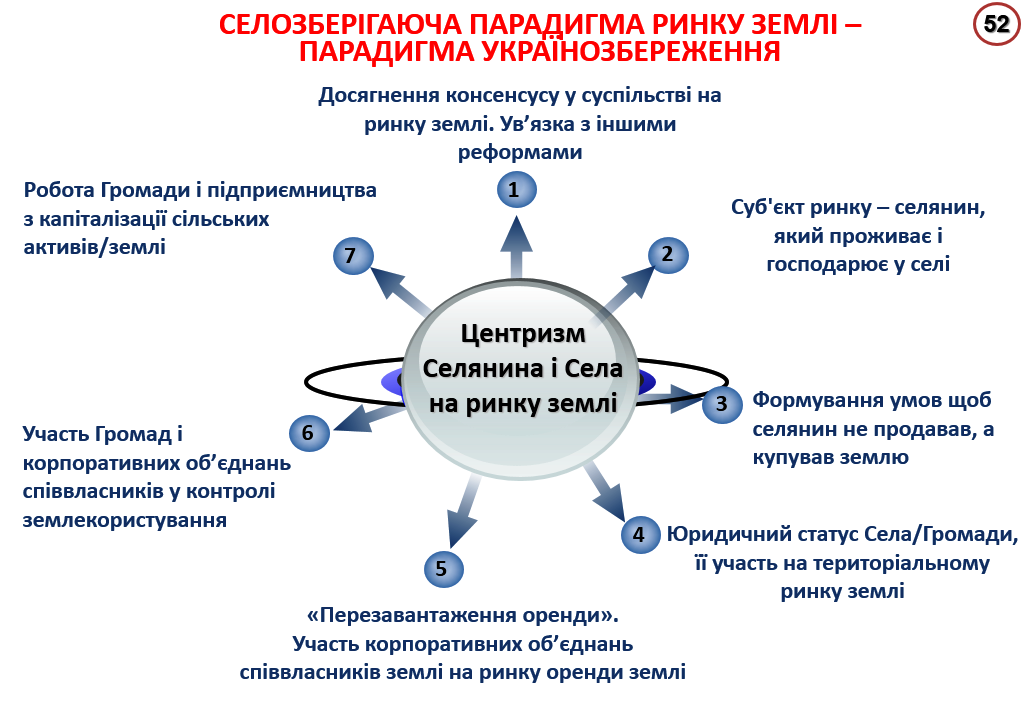 СЕЛОЗБЕРІГАЮЧА ПАРАДИГМА РИНКУ ЗЕМЛІ –
ПАРАДИГМА УКРАЇНОЗБЕРЕЖЕННЯ
52
Досягнення консенсусу у суспільстві на
ринку землі. Ув’язка з іншими
реформами
1
Суб'єкт ринку – селянин,
який проживає і
господарює у селі
2
Формування умов щоб
селянин не продавав, а
купував землю
3
Юридичний статус Села/Громади,
її участь на територіальному
ринку землі
4
«Перезавантаження оренди».
Участь корпоративних об’єднань
співвласників землі на ринку оренди землі
5
Участь Громад і
корпоративних об’єднань
співвласників у контролі
землекористування
6
Робота Громади і підприємництва
з капіталізації сільських
активів/землі
7
Центризм
Селянина і Села
на ринку землі